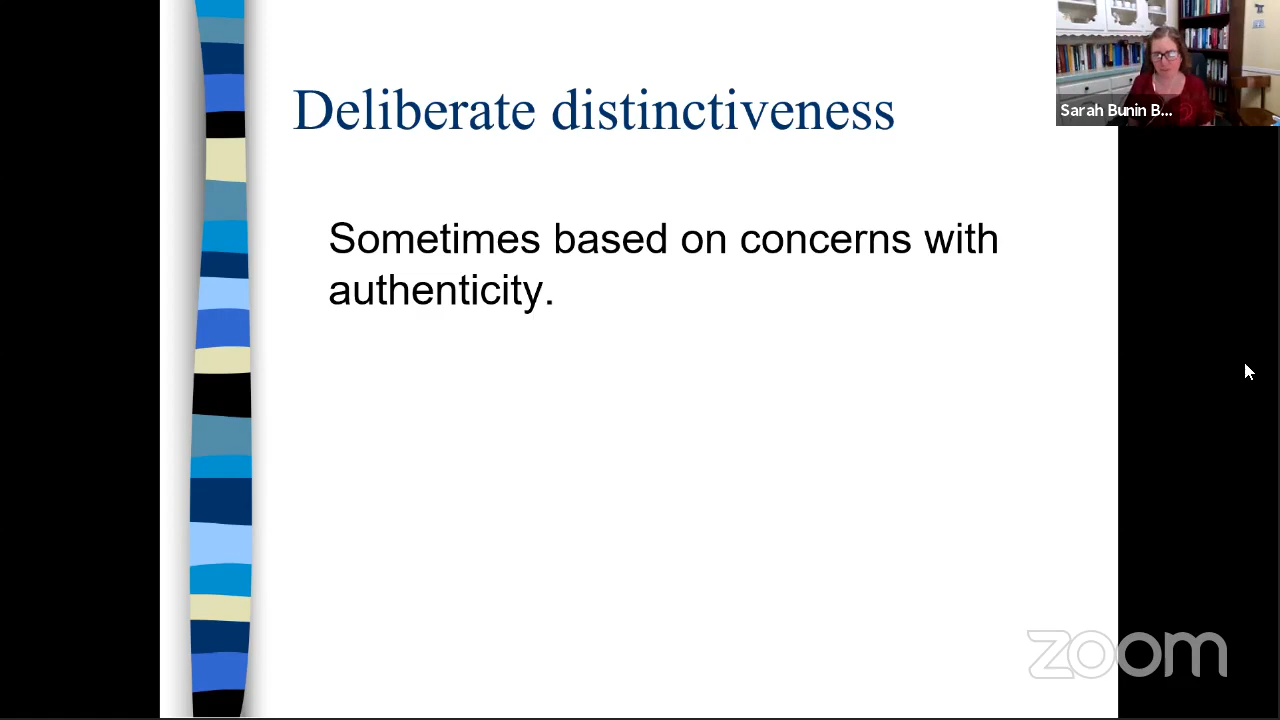 Deliberate distinctiveness
Sarah Bunin B...
Sometimes based on concerns with
authenticity.
zoom